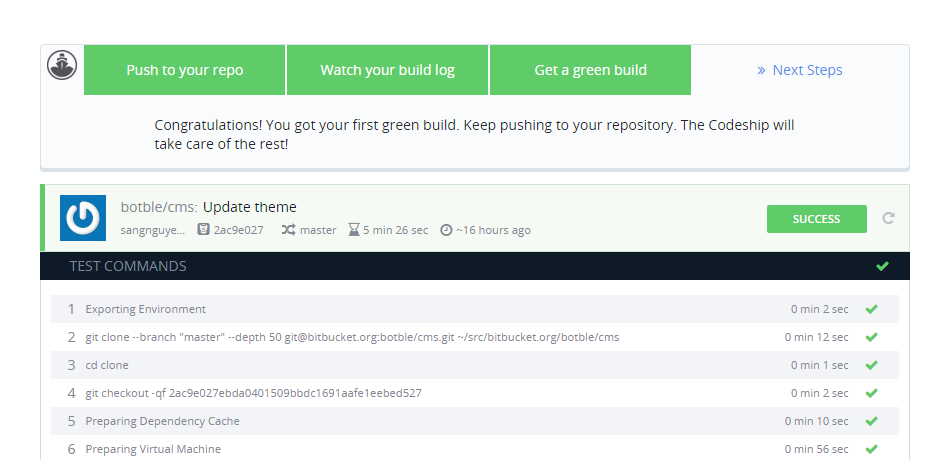 Push to your repo
Watch your build log
Get a green build
» Next Steps
Congratulations! You got your first green build. Keep pushing to your repository. The Codeship will
take care of the rest!
botble/cms: Update theme
sangnguye... 2ac9e027 master 5 min 26 sec ~16 hours ago
SUCCESS
TEST COMMANDS
1 Exporting Environment 0 min 2 sec
2 git clone --branch "master" --depth 50 git@bitbucket.org:botble/cms.git ~/src/bitbucket.org/botble/cms 0 min 12 sec
3 cd clone 0 min 1 sec
4 git checkout -qf 2ac9e027ebda0401509bbdc1691aafe1eebed527 0 min 2 sec
5 Preparing Dependency Cache 0 min 10 sec
6 Preparing Virtual Machine 0 min 56 sec